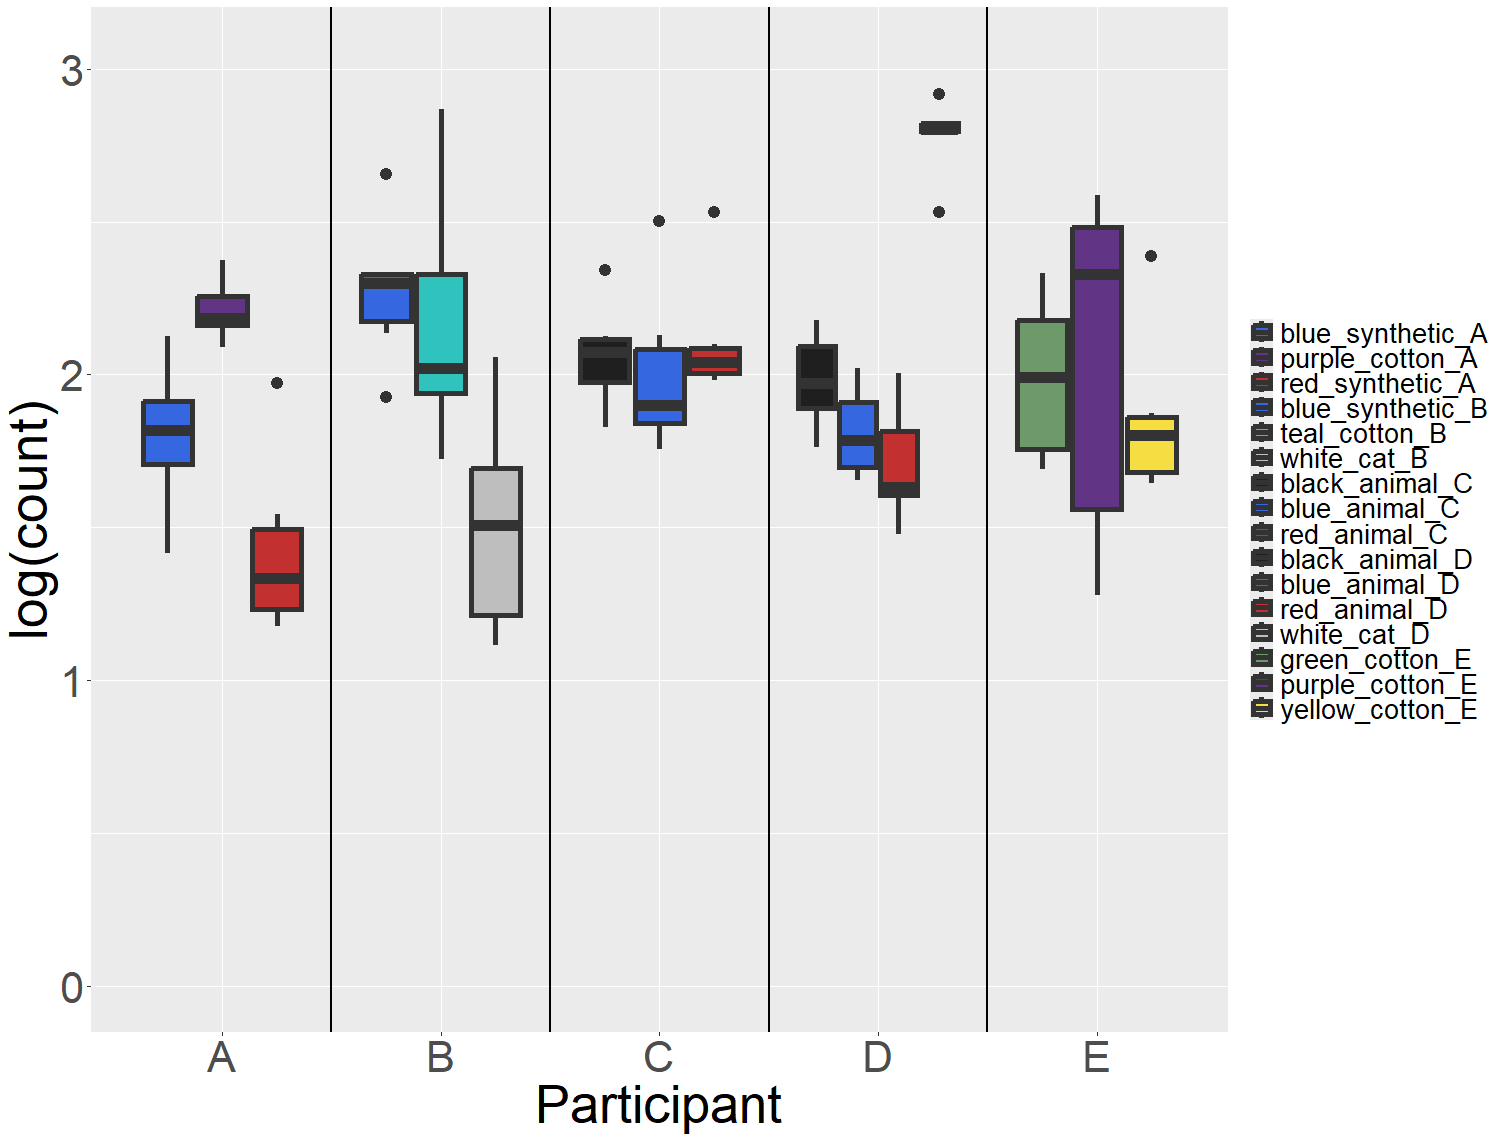 3
2
1
0
log(count)
A B C D E
Participant
blue_synthetic_A
purple_cotton_A
red_synthetic_A
blue_synthetic_B
teal_cotton_B
white_cat_B
black_animal_C
blue_animal_C
red_animal_C
black_animal_D
blue_animal_D
red_animal_D
white_cat_D
green_cotton_E
purple_cotton_E
yellow_cotton_E